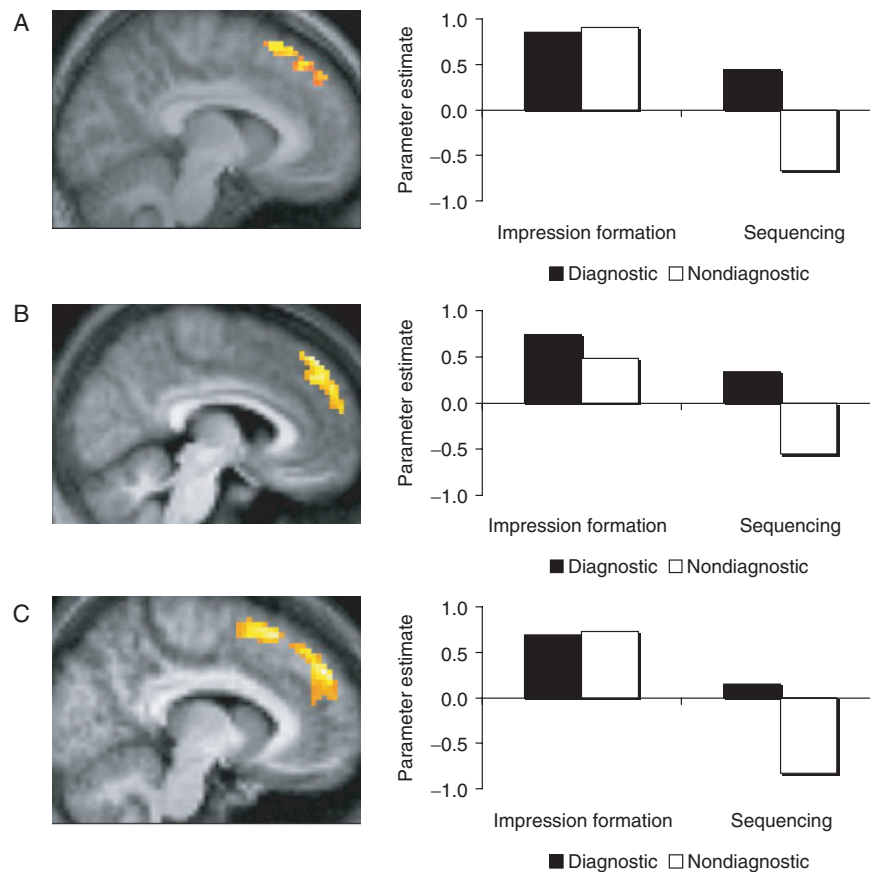 A
Parameter estimate
1.0
0.5
0.0
–0.5
–1.0
Impression formation Sequencing
Diagnostic Nondiagnostic
B
Parameter estimate
1.0
0.5
0.0
–0.5
–1.0
Impression formation Sequencing
Diagnostic Nondiagnostic
C
Parameter estimate
1.0
0.5
0.0
–0.5
–1.0
Impression formation Sequencing
Diagnostic Nondiagnostic